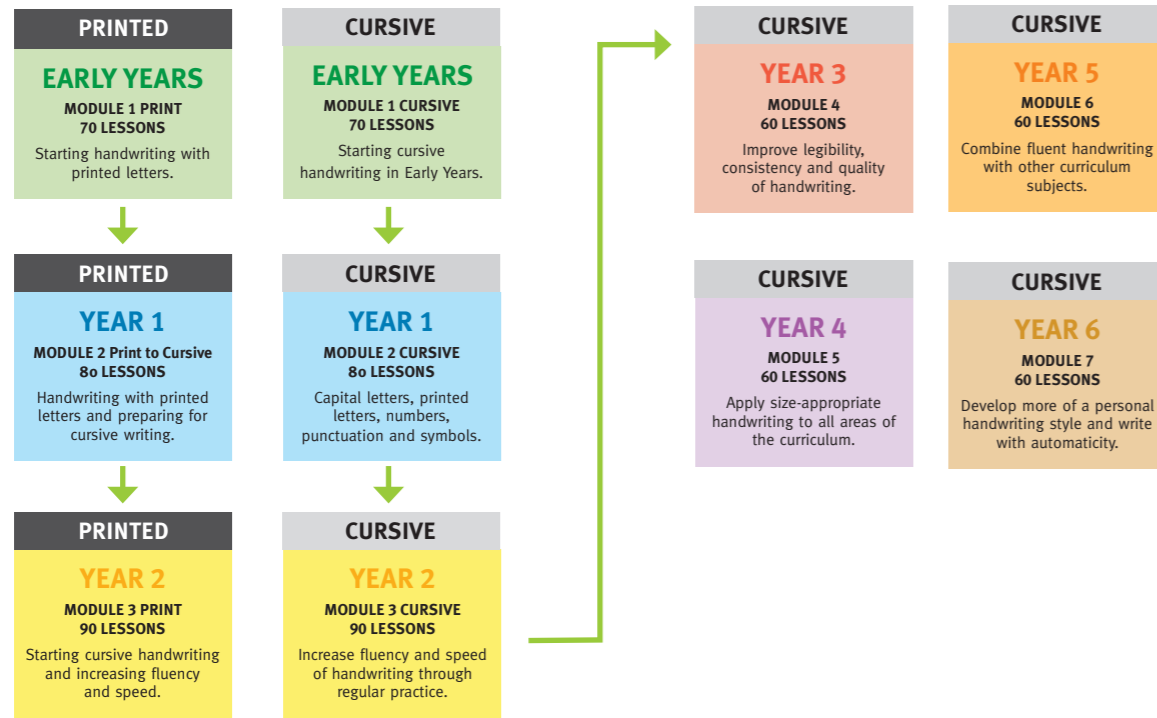 PRINTED
EARLY YEARS
MODULE 1 PRINT
70 LESSONS
Starting handwriting with
printed letters.
CURSIVE
EARLY YEARS
MODULE 1 CURSIVE
70 LESSONS
Starting cursive
handwriting in Early Years.
PRINTED
YEAR 1
MODULE 2 Print to Cursive
80 LESSONS
Handwriting with printed
letters and preparing for
cursive writing.
CURSIVE
YEAR 1
MODULE 2 CURSIVE
80 LESSONS
Capital letters, printed
letters, numbers,
punctuation and symbols.
PRINTED
YEAR 2
MODULE 3 PRINT
90 LESSONS
Starting cursive handwriting
and increasing fluency
and speed.
CURSIVE
YEAR 2
MODULE 3 CURSIVE
90 LESSONS
Increase fluency and speed
of handwriting through
regular practice.
CURSIVE
YEAR 3
MODULE 4
60 LESSONS
Improve legibility,
consistency and quality
of handwriting.
CURSIVE
YEAR 5
MODULE 6
60 LESSONS
Combine fluent handwriting
with other curriculum
subjects.
CURSIVE
YEAR 4
MODULE 5
60 LESSONS
Apply size-appropriate
handwriting to all areas of
the curriculum.
CURSIVE
YEAR 6
MODULE 7
60 LESSONS
Develop more of a personal
handwriting style and write
with automaticity.